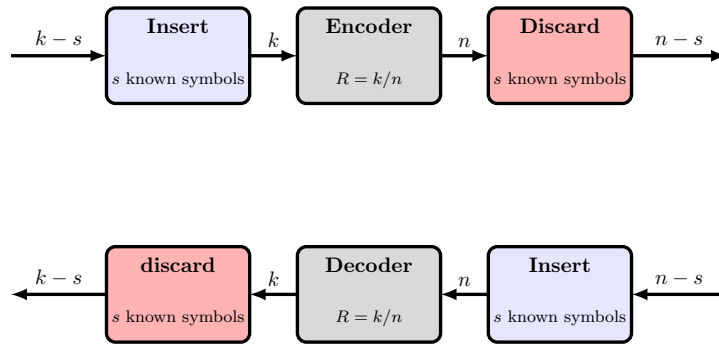 k − s
Insert
s known symbols
k
Encoder
R = k/n
n
Discard
s known symbols
n − s
k − s
discard
s known symbols
k
Decoder
R = k/n
n
Insert
s known symbols
n − s